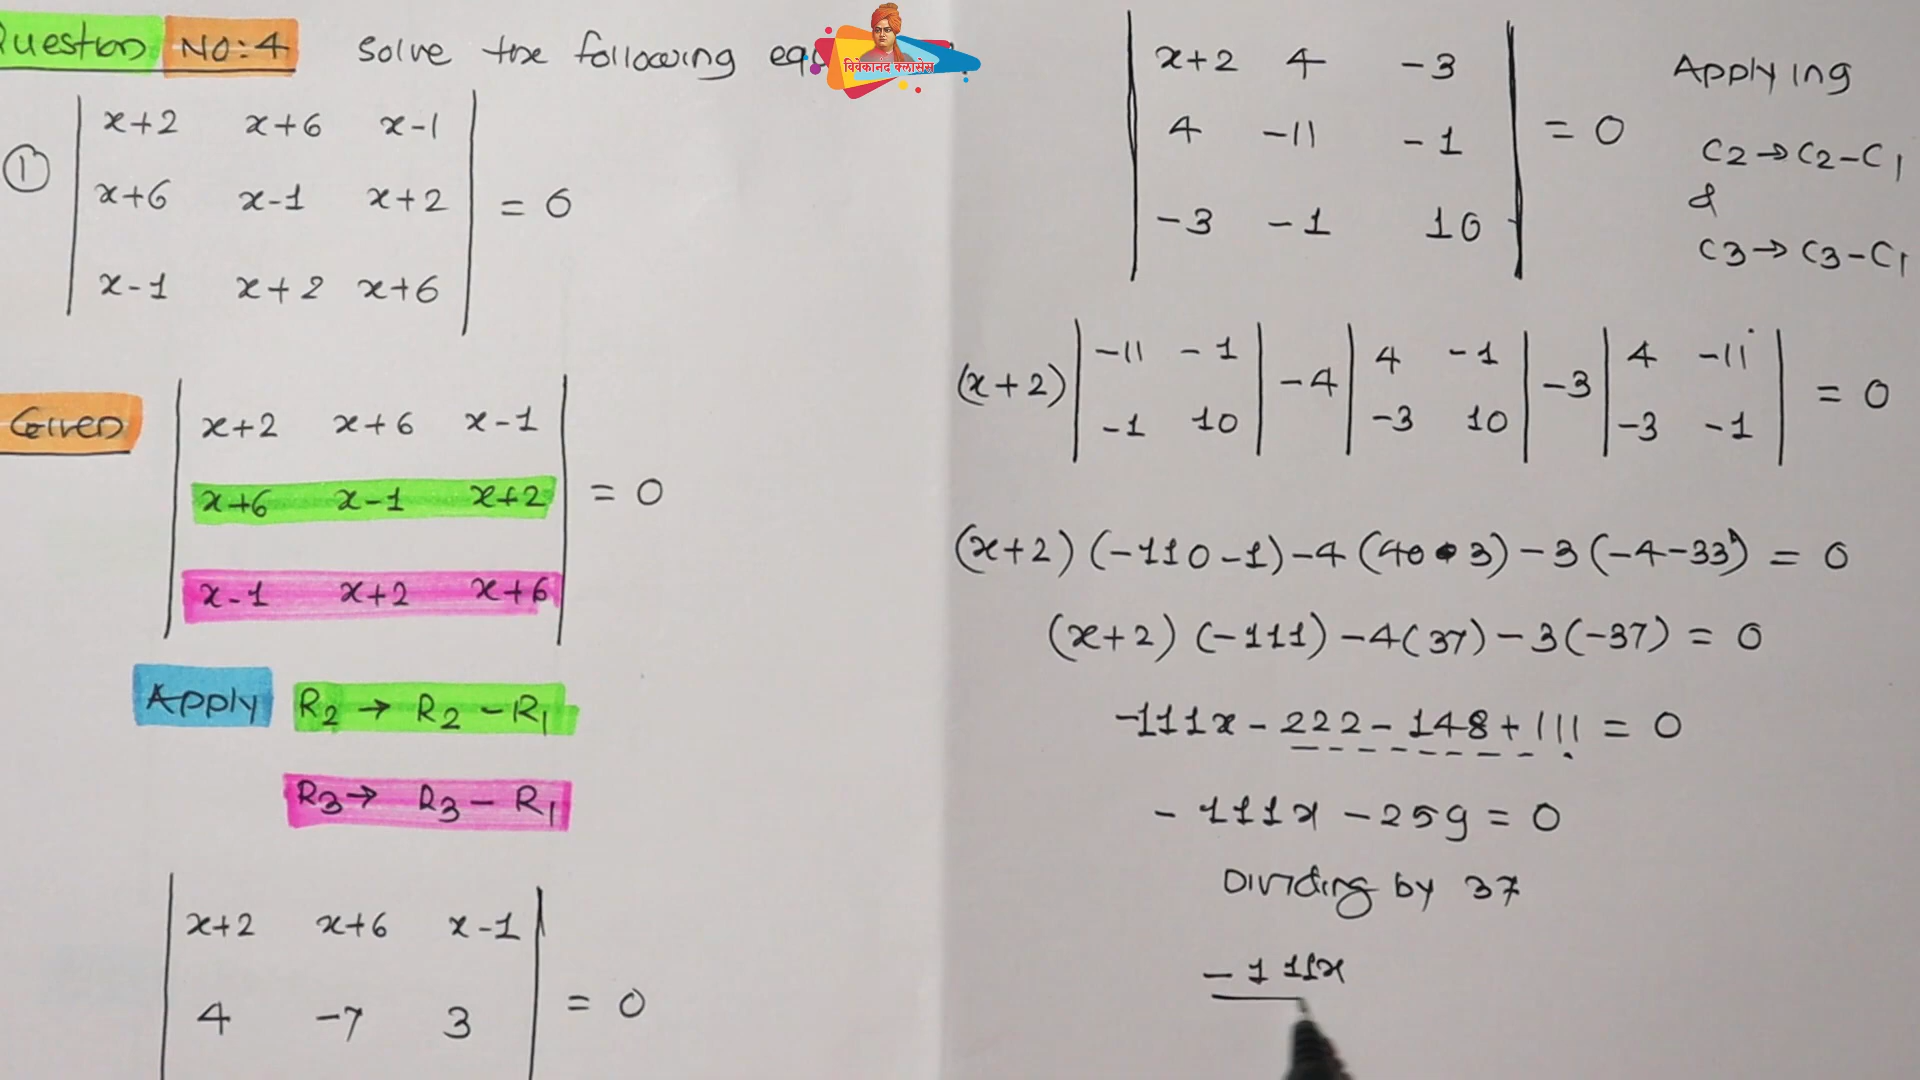 Question No:4 Solve the following
विवेकानंद क्लासेस
① | x+2 x+6 x-1 |
| x+6 x-1 x+2 | = 0
| x-1 x+2 x+6 |
Given | x+2 x+6 x-1 |
| x+6 x-1 x+2 | = 0
| x-1 x+2 x+6 |
Apply R2 → R2 - R1
R3 → R3 - R1
| x+2 x+6 x-1 |
| 4 -7 3 | = 0
| x+2 4 -3 | Applying
| 4 -11 -1 | = 0 C2 → C2-C1
&
| -3 -1 10 | C3 → C3-C1
(x+2) | -11 -1 | -4 | 4 -1 | -3 | 4 -11 | = 0
| -1 10 | | -3 10 | | -3 -1 |
(x+2) (-110-1) -4 (40 3) -3 (-4-33) = 0
(x+2) (-111) -4(37) -3(-37) = 0
-111x - 222 - 148 + 111 = 0
- 111x - 259 = 0
Dividing by 37
- 111x